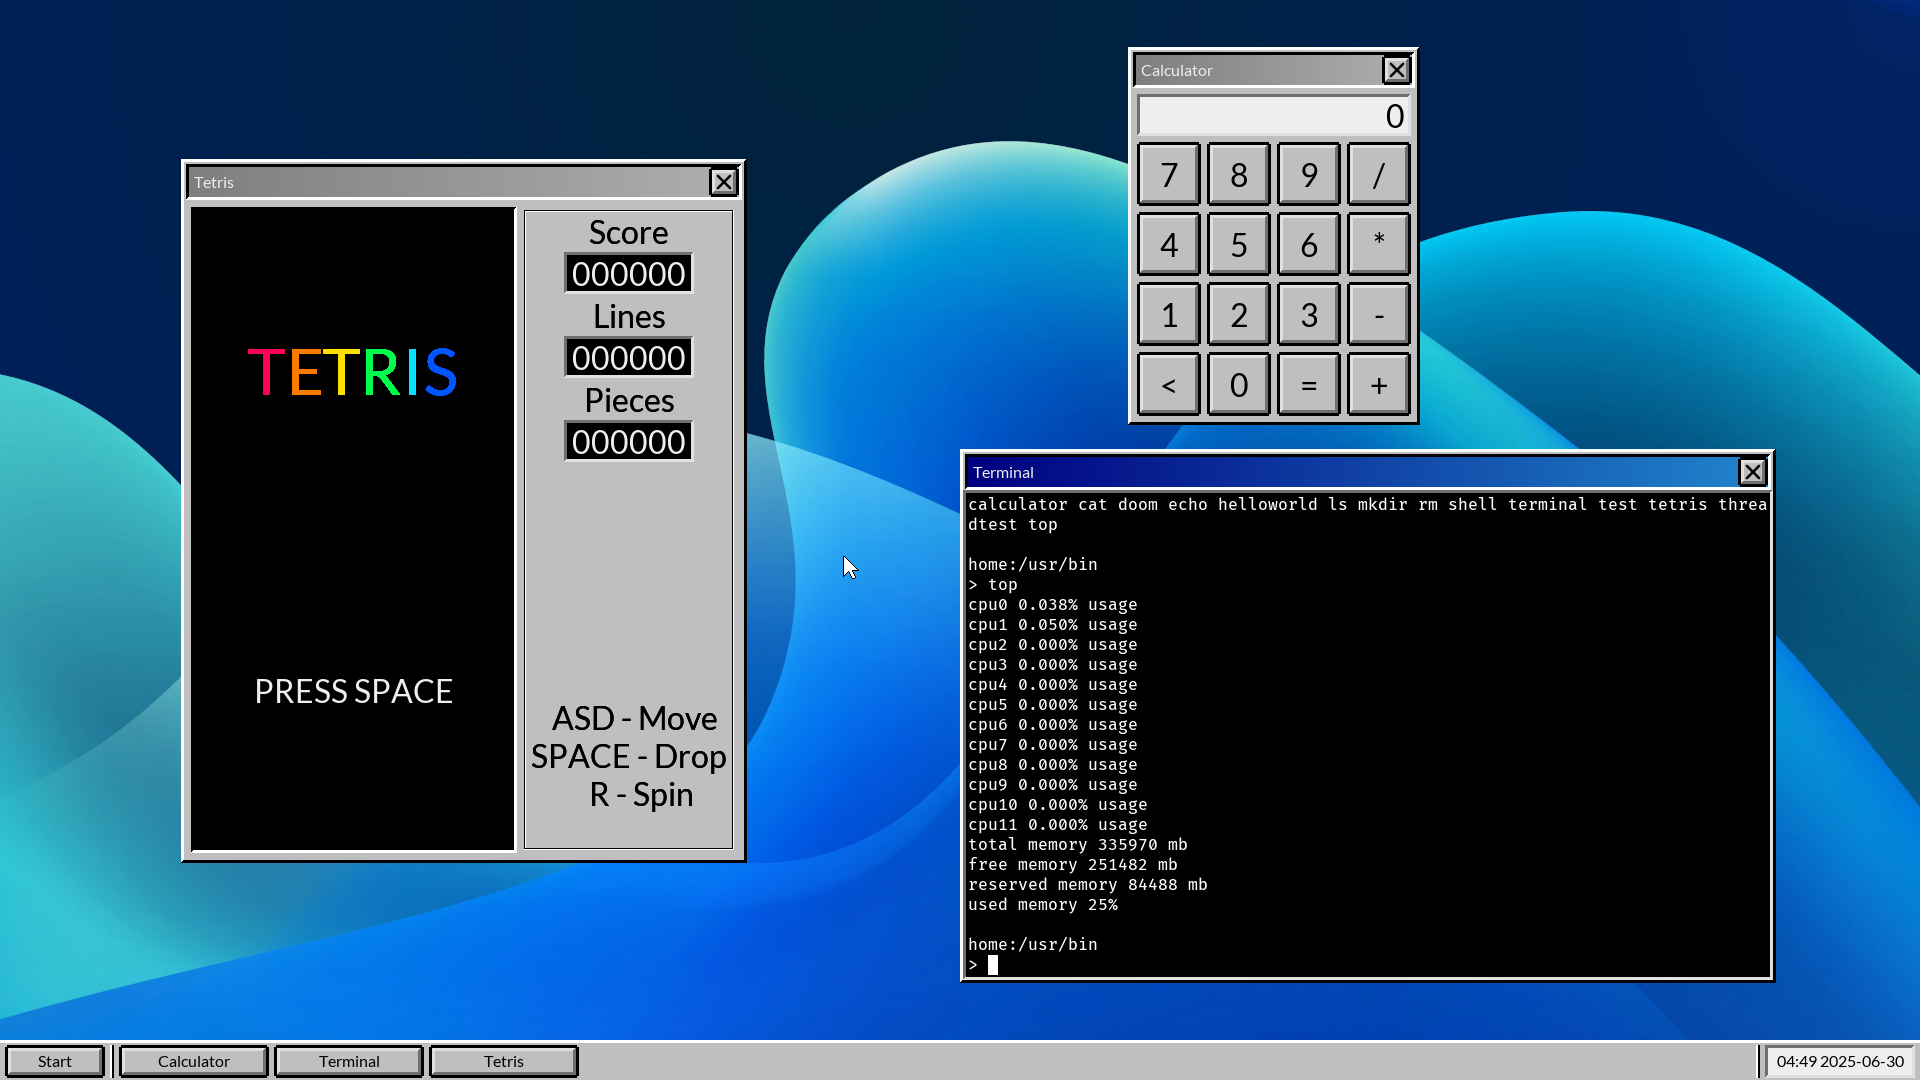 Tetris
TETRIS
PRESS SPACE
Score
000000
Lines
000000
Pieces
000000
ASD - Move
SPACE - Drop
R - Spin
Calculator
0
7 8 9 /
4 5 6 *
1 2 3 -
< 0 = +
Terminal
calculator cat doom echo helloworld ls mkdir rm shell terminal test tetris threa
dtest top
home:/usr/bin
> top
cpu0 0.038% usage
cpu1 0.050% usage
cpu2 0.000% usage
cpu3 0.000% usage
cpu4 0.000% usage
cpu5 0.000% usage
cpu6 0.000% usage
cpu7 0.000% usage
cpu8 0.000% usage
cpu9 0.000% usage
cpu10 0.000% usage
cpu11 0.000% usage
total memory 335970 mb
free memory 251482 mb
reserved memory 84488 mb
used memory 25%
home:/usr/bin
>
Start
Calculator
Terminal
Tetris
04:49 2025-06-30